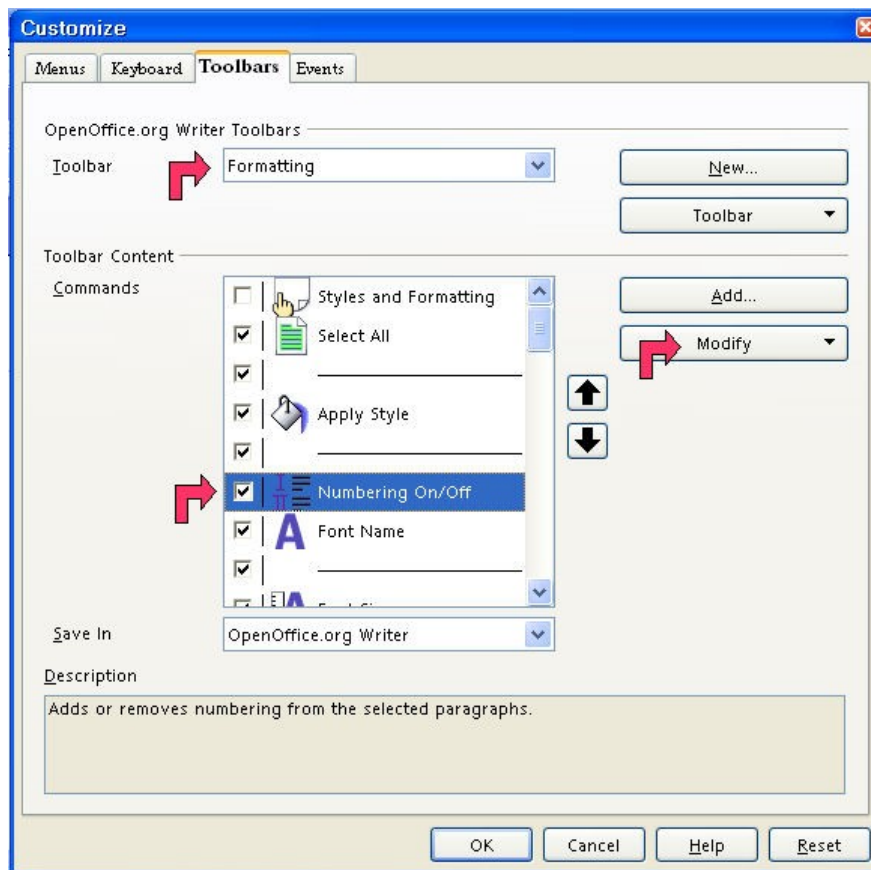 Customize
Menus Keyboard Toolbars Events
OpenOffice.org Writer Toolbars
Toolbar Formatting New...
Toolbar
Toolbar Content
Commands Styles and Formatting Add...
Select All Modify
Apply Style
Numbering On/Off
Font Name
Save In OpenOffice.org Writer
Description
Adds or removes numbering from the selected paragraphs.
OK Cancel Help Reset